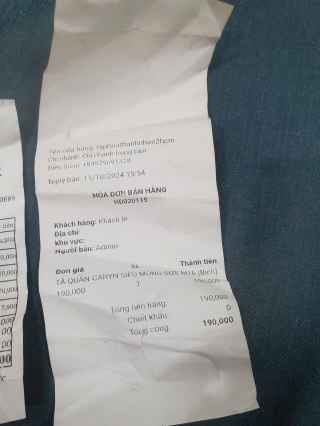 Tên cửa hàng: taphoathanhnhan2hcm
Chi nhánh: Chi nhánh trung tâm
Điện thoại:
Ngày bán: 11/10/2024 15:54
HÓA ĐƠN BÁN HÀNG
HD020115
Khách hàng: Khách lẻ
Địa chỉ:
Khu vực:
Người bán: Admin
Đơn giá SL Thành tiền
TÃ QUẦN CARYN SIÊU MỎNG SIZE M16 (Bịch)
190,000 1 190,000
Tổng tiền hàng: 190,000
Chiết khấu: 0
Tổng cộng: 190,000